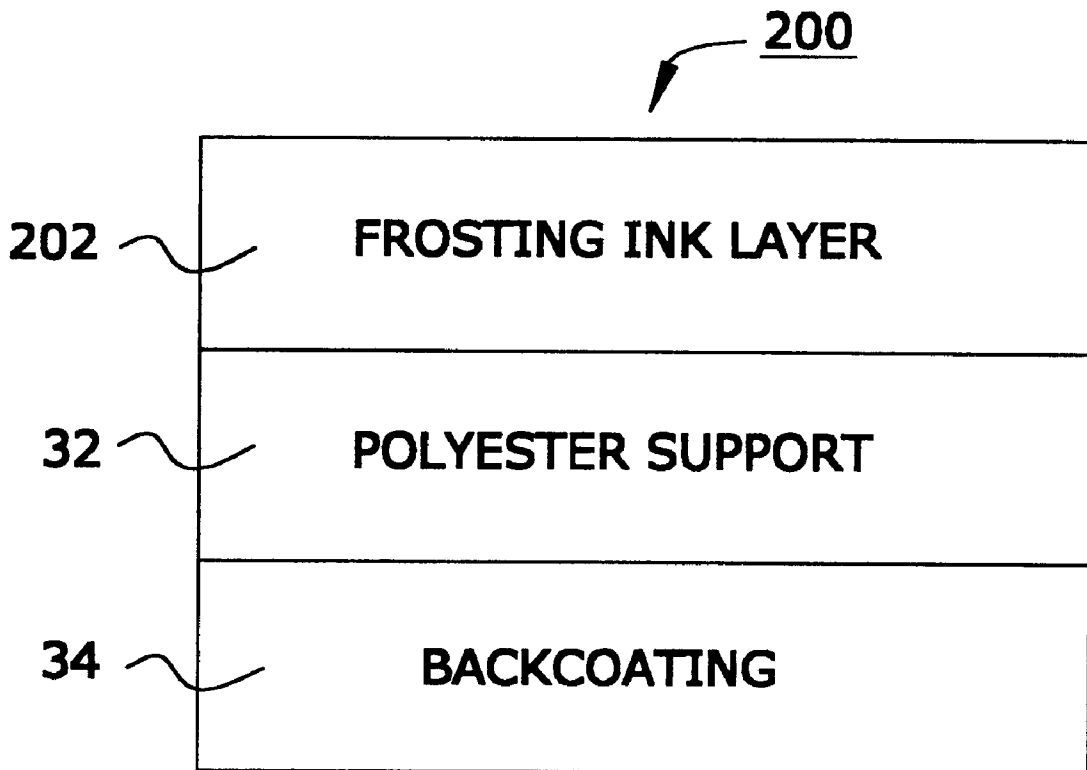 200
202 FROSTING INK LAYER
32 POLYESTER SUPPORT
34 BACKCOATING